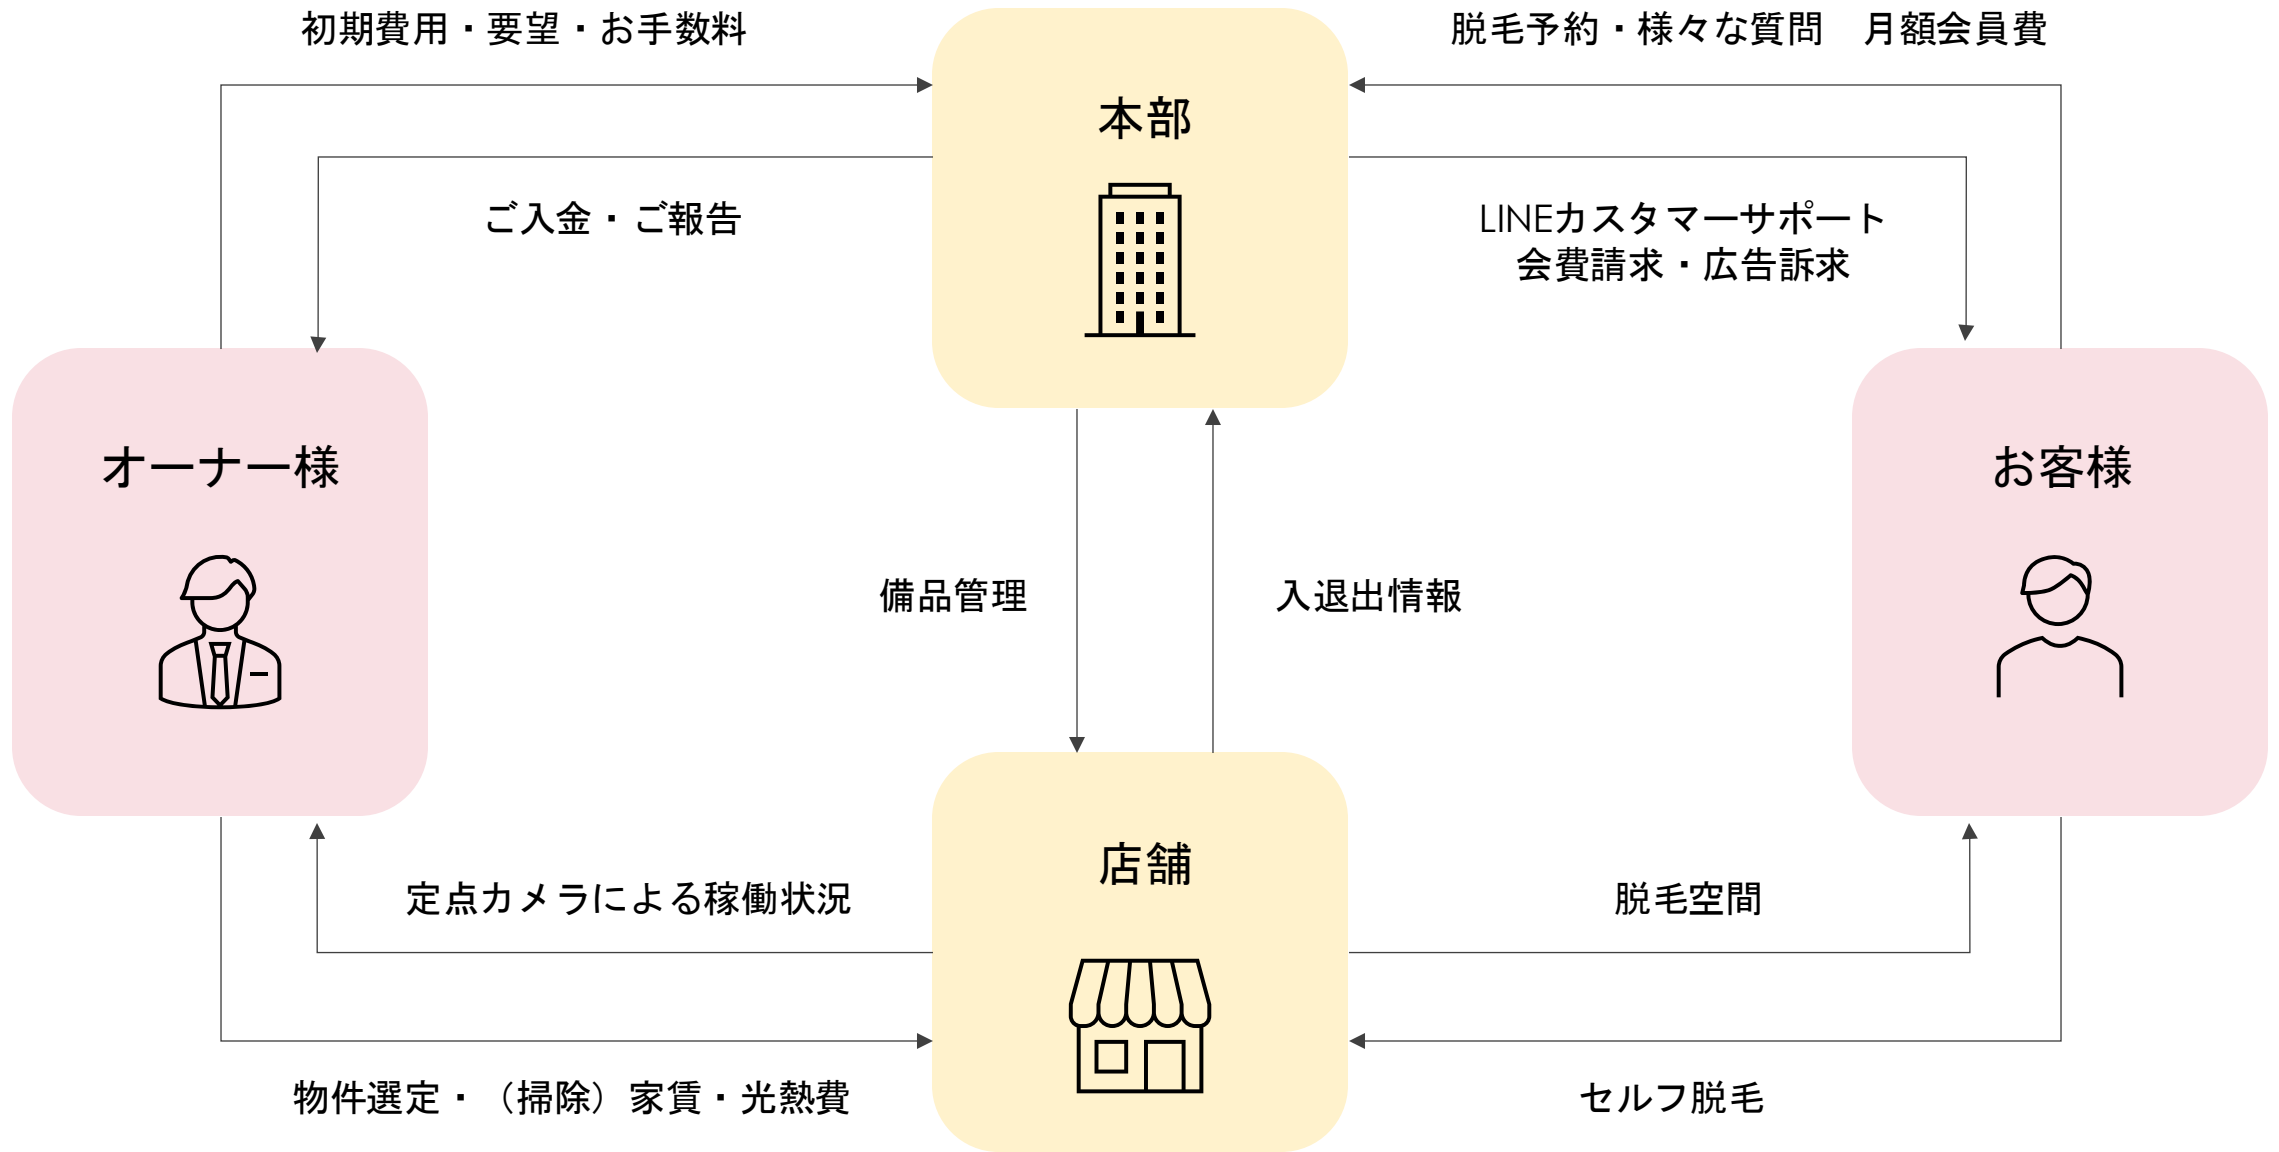 初期費用・要望・お手数料
脱毛予約・様々な質問　月額会員費
本部
ご入金・ご報告
LINEカスタマーサポート
会費請求・広告訴求
オーナー様
お客様
備品管理
入退出情報
店舗
定点カメラによる稼働状況
脱毛空間
物件選定・（掃除）家賃・光熱費
セルフ脱毛